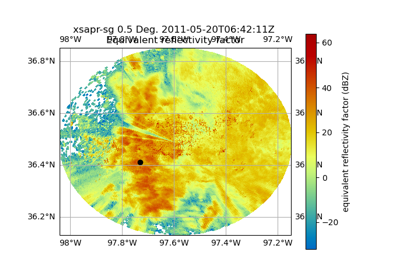 xsapr-sg 0.5 Deg. 2011-05-20T06:42:11Z
Equivalent reflectivity factor
98°W 97.8°W 97.6°W 97.4°W 97.2°W
36.8°N
36.6°N
36.4°N
36.2°N
98°W 97.8°W 97.6°W 97.4°W 97.2°W
60
40
20
0
−20
equivalent reflectivity factor (dBZ)